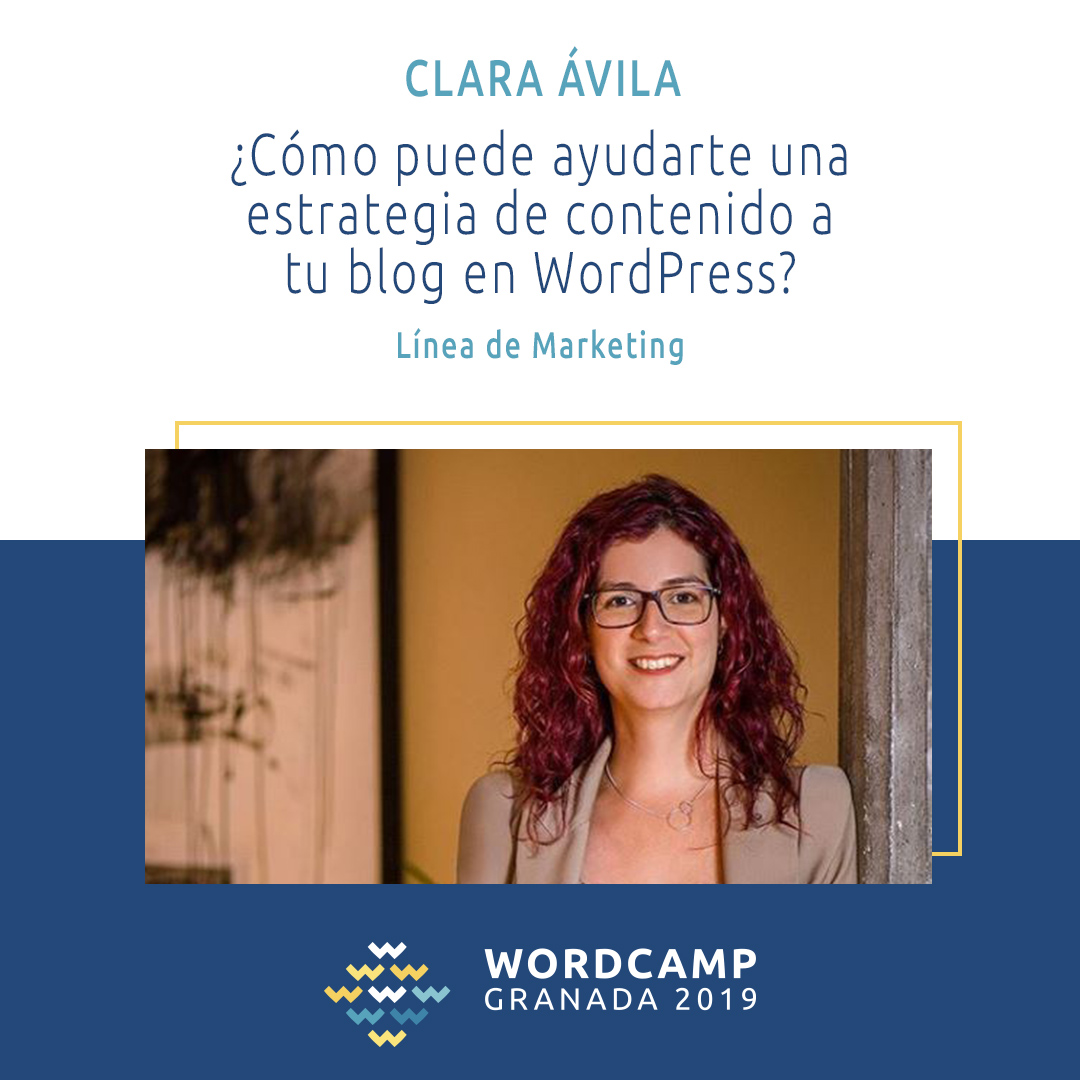 CLARA ÁVILA
¿Cómo puede ayudarte una
estrategia de contenido a
tu blog en WordPress?
Línea de Marketing
WORDCAMP
GRANADA 2019